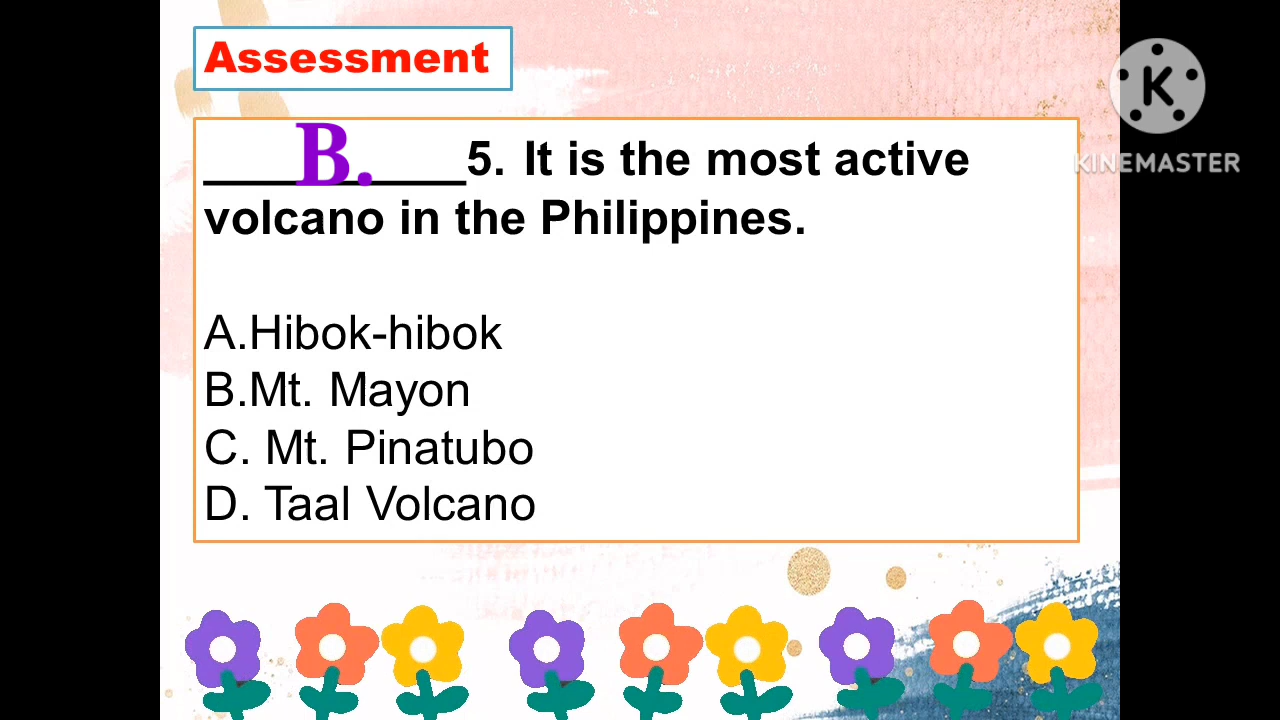 Assessment
K
KINEMASTER
__________5. It is the most active
B.
volcano in the Philippines.
A.Hibok-hibok
B.Mt. Mayon
C. Mt. Pinatubo
D. Taal Volcano